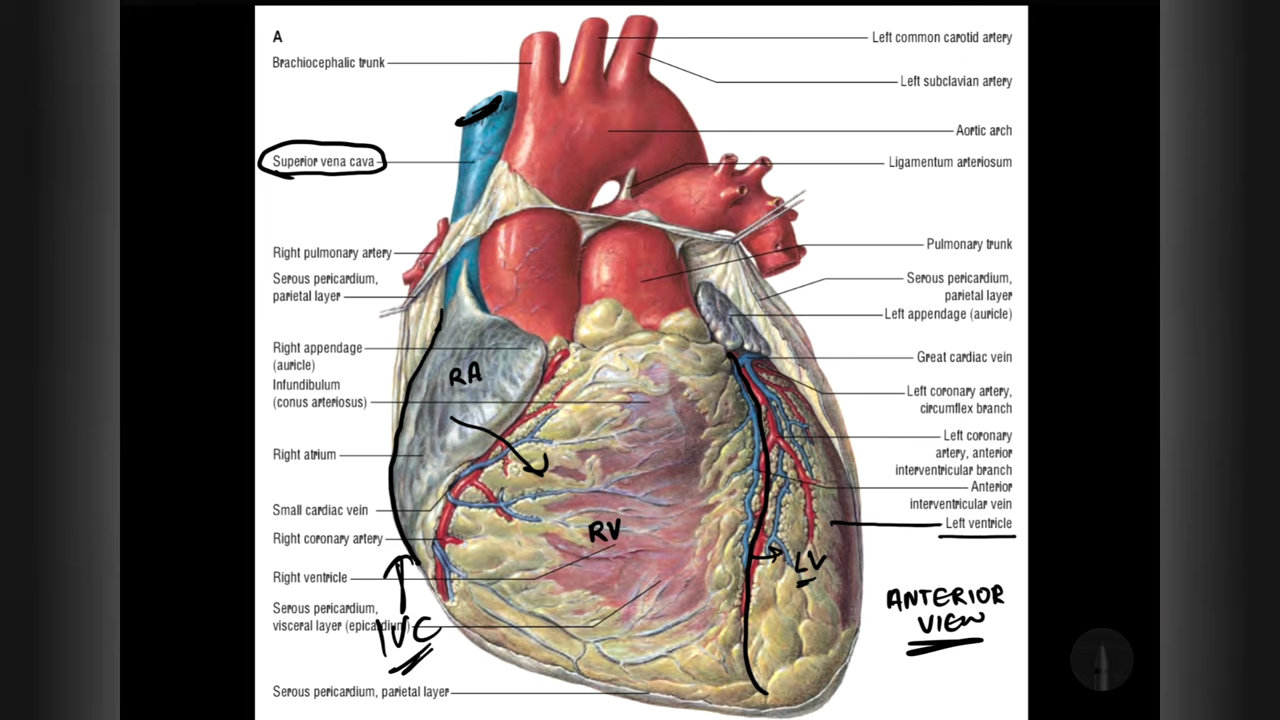 A
Brachiocephalic trunk
Superior vena cava
Right pulmonary artery
Serous pericardium,
parietal layer
Right appendage
(auricle)
Infundibulum
(conus arteriosus)
Right atrium
Small cardiac vein
Right coronary artery
Right ventricle
Serous pericardium,
visceral layer (epicardium)
Serous pericardium, parietal layer
Left common carotid artery
Left subclavian artery
Aortic arch
Ligamentum arteriosum
Pulmonary trunk
Serous pericardium,
parietal layer
Left appendage (auricle)
Great cardiac vein
Left coronary artery,
circumflex branch
Left coronary
artery, anterior
interventricular branch
Anterior
interventricular vein
Left ventricle
RA
RV
LV
IVC
ANTERIOR
VIEW